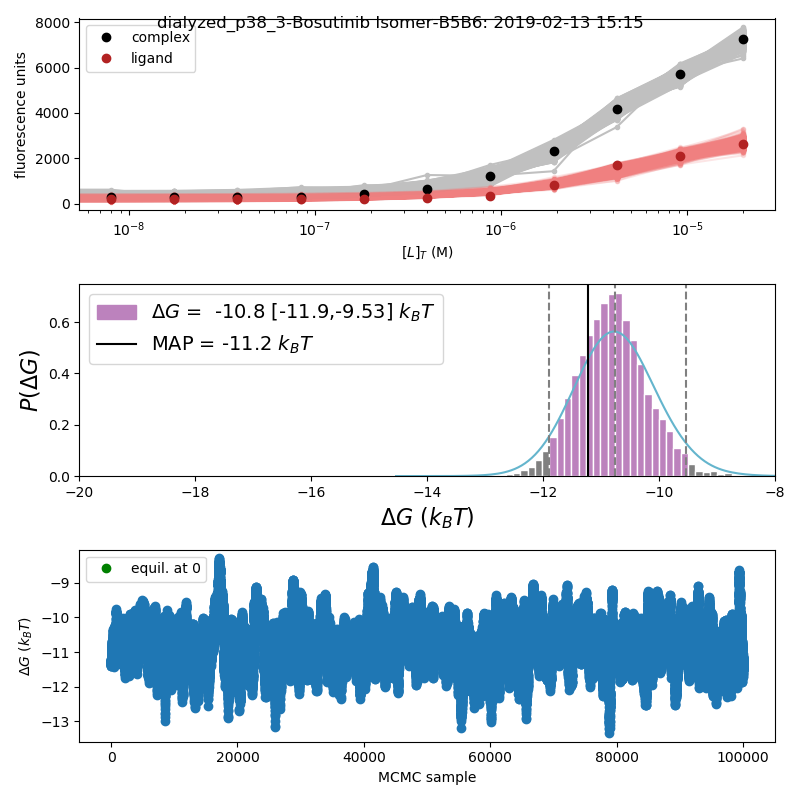 dialyzed_p38_3-Bosutinib Isomer-B5B6: 2019-02-13 15:15
complex
ligand
fluorescence units
8000
6000
4000
2000
0
10⁻⁸ 10⁻⁷ 10⁻⁶ 10⁻⁵
[L]_T (M)
ΔG = -10.8 [-11.9,-9.53] k_BT
MAP = -11.2 k_BT
P(ΔG)
0.6
0.4
0.2
0.0
−20 −18 −16 −14 −12 −10 −8
ΔG (k_BT)
equil. at 0
ΔG (k_BT)
−9
−10
−11
−12
−13
0 20000 40000 60000 80000 100000
MCMC sample